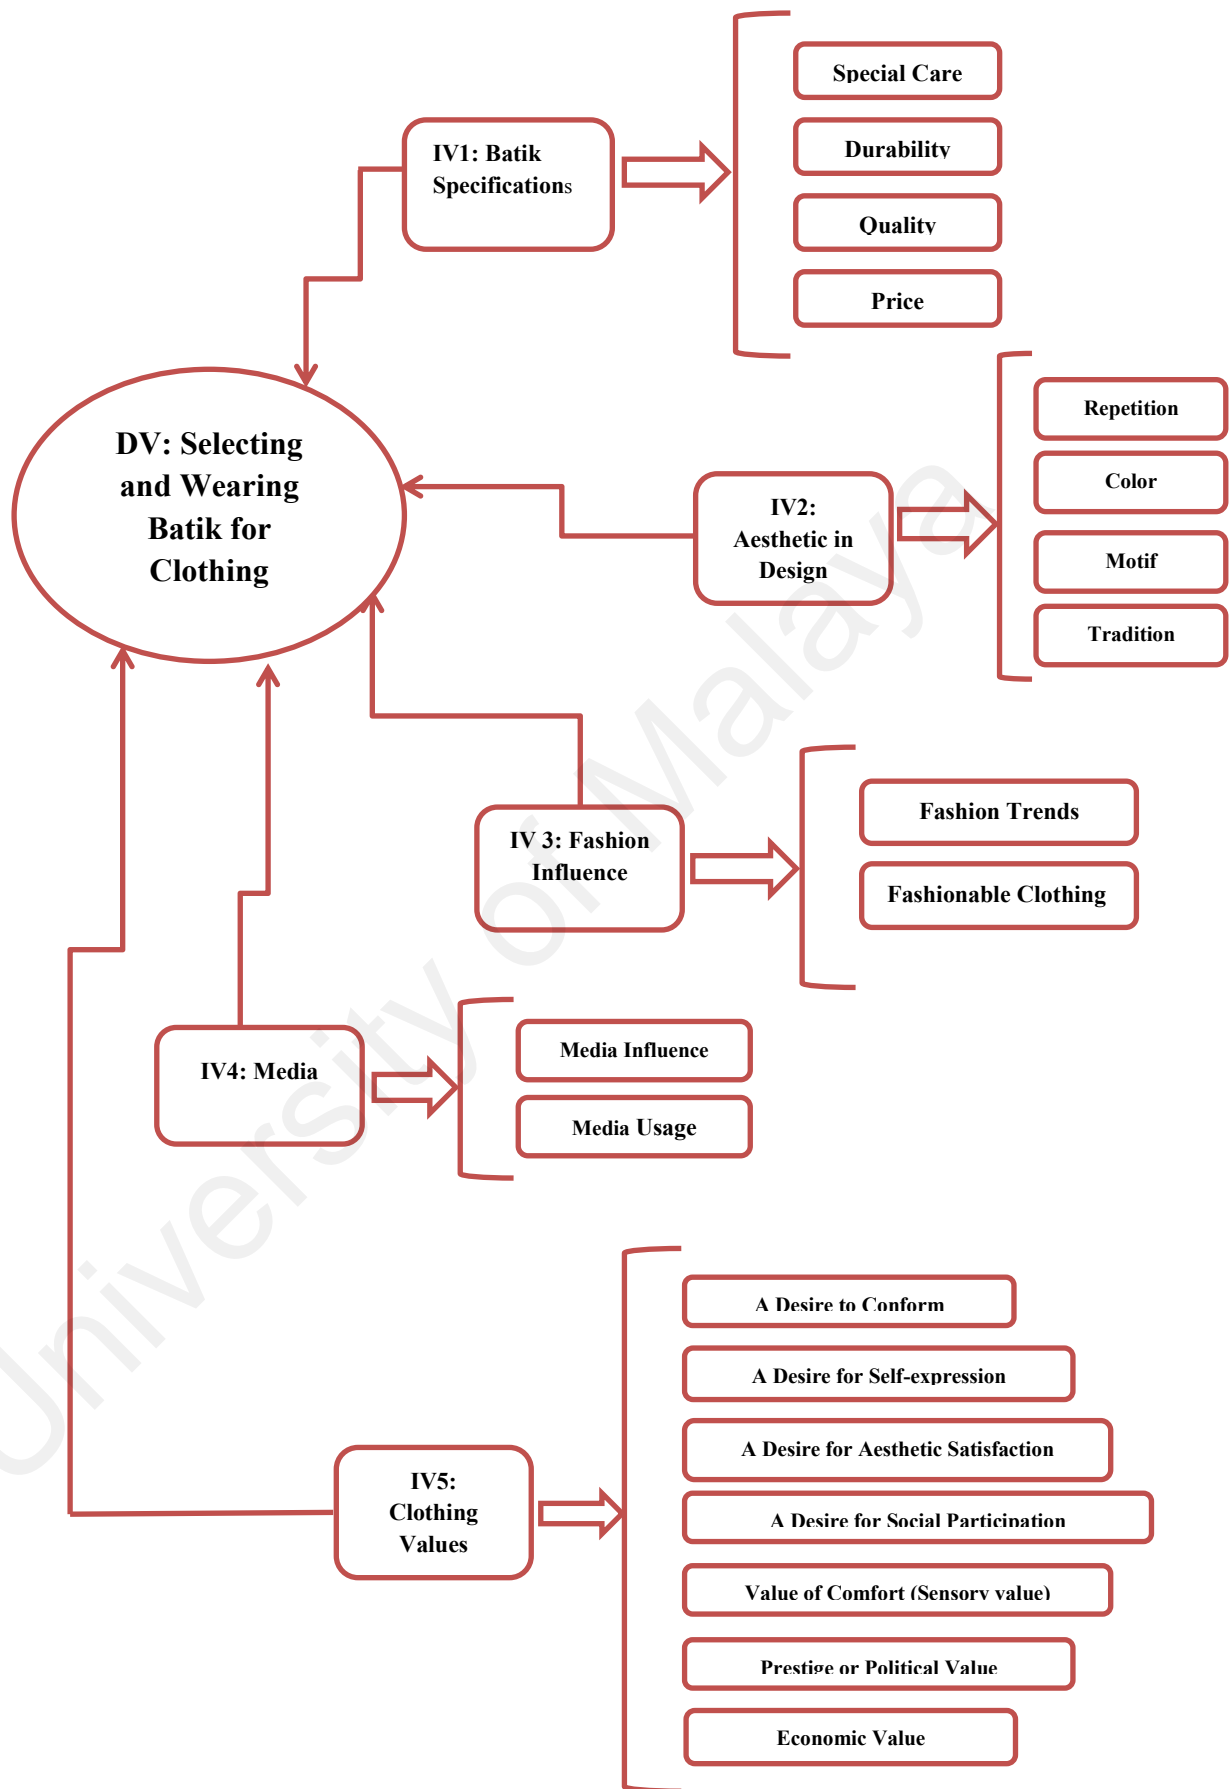 Special Care
IV1: Batik
Specifications
Durability
Quality
Price
DV: Selecting
and Wearing
Batik for
Clothing
IV2:
Aesthetic in
Design
Repetition
Color
Motif
Tradition
IV 3: Fashion
Influence
Fashion Trends
Fashionable Clothing
IV4: Media
Media Influence
Media Usage
IV5:
Clothing
Values
A Desire to Conform
A Desire for Self-expression
A Desire for Aesthetic Satisfaction
A Desire for Social Participation
Value of Comfort (Sensory value)
Prestige or Political Value
Economic Value
University of Malaya